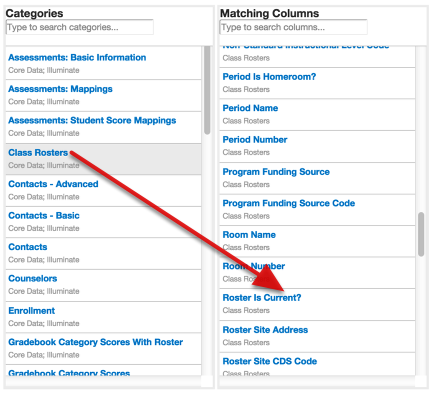 Categories
Type to search categories...
Assessments: Basic Information
Core Data; Illuminate
Assessments: Mappings
Core Data; Illuminate
Assessments: Student Score Mappings
Core Data; Illuminate
Class Rosters
Core Data; Illuminate
Contacts - Advanced
Core Data; Illuminate
Contacts - Basic
Core Data; Illuminate
Contacts
Core Data; Illuminate
Counselors
Core Data; Illuminate
Enrollment
Core Data; Illuminate
Gradebook Category Scores With Roster
Core Data; Illuminate
Gradebook Category Scores
Matching Columns
Type to search columns...
Non-Standard Instructional Level Code
Class Rosters
Period Is Homeroom?
Class Rosters
Period Name
Class Rosters
Period Number
Class Rosters
Program Funding Source
Class Rosters
Program Funding Source Code
Class Rosters
Room Name
Class Rosters
Room Number
Class Rosters
Roster Is Current?
Class Rosters
Roster Site Address
Class Rosters
Roster Site CDS Code
Class Rosters